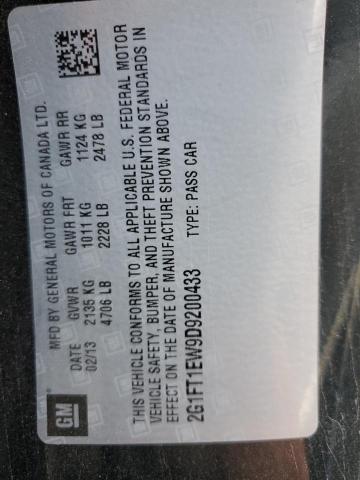 GM
MFD BY GENERAL MOTORS OF CANADA LTD.
DATE GVWR GAWR FRT GAWR RR
02/13 2135 KG 1011 KG 1124 KG
4706 LB 2228 LB 2478 LB
THIS VEHICLE CONFORMS TO ALL APPLICABLE U.S. FEDERAL MOTOR
VEHICLE SAFETY, BUMPER, AND THEFT PREVENTION STANDARDS IN
EFFECT ON THE DATE OF MANUFACTURE SHOWN ABOVE.
2G1FT1EW9D9200433 TYPE: PASS CAR